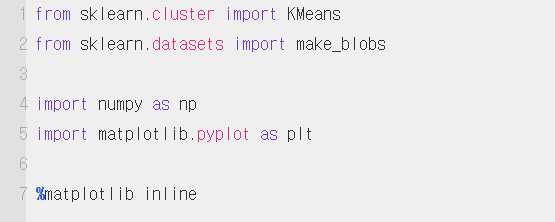 1 from sklearn.cluster import KMeans
2 from sklearn.datasets import make_blobs
3
4 import numpy as np
5 import matplotlib.pyplot as plt
6
7 %matplotlib inline